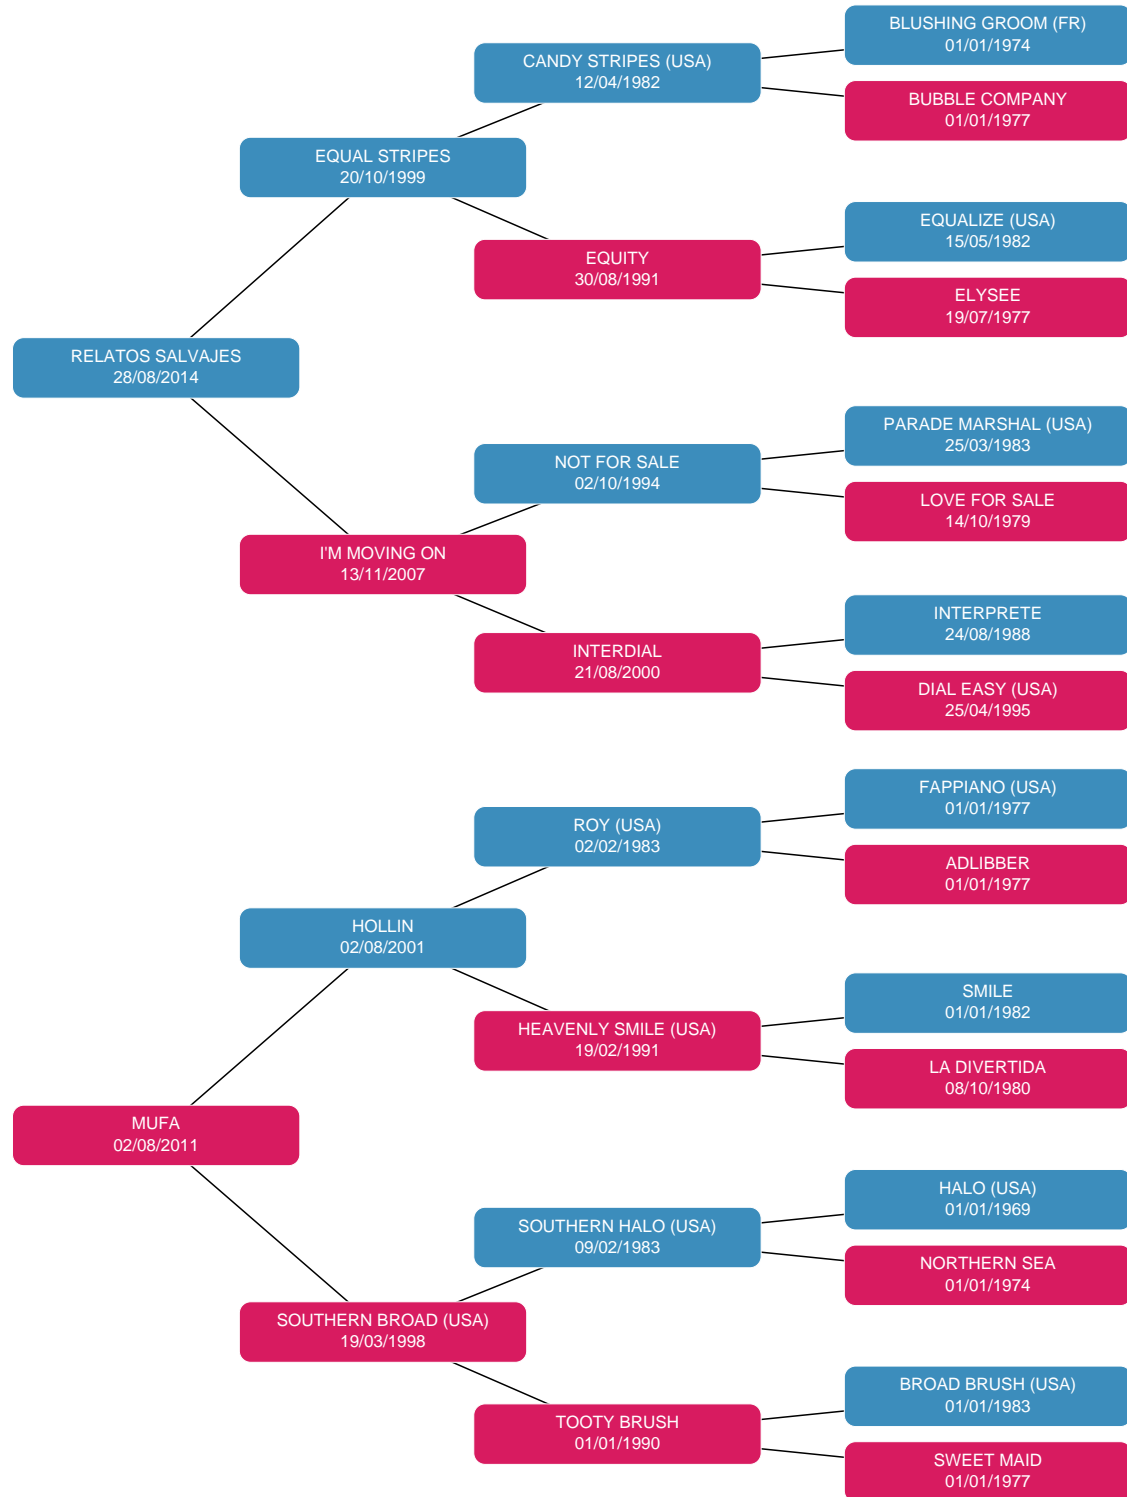 BLUSHING GROOM (FR)
01/01/1974
CANDY STRIPES (USA)
12/04/1982
BUBBLE COMPANY
01/01/1977
EQUAL STRIPES
20/10/1999
EQUALIZE (USA)
15/05/1982
EQUITY
30/08/1991
ELYSEE
19/07/1977
RELATOS SALVAJES
28/08/2014
PARADE MARSHAL (USA)
25/03/1983
NOT FOR SALE
02/10/1994
LOVE FOR SALE
14/10/1979
I'M MOVING ON
13/11/2007
INTERPRETE
24/08/1988
INTERDIAL
21/08/2000
DIAL EASY (USA)
25/04/1995
FAPPIANO (USA)
01/01/1977
ROY (USA)
02/02/1983
ADLIBBER
01/01/1977
HOLLIN
02/08/2001
SMILE
01/01/1982
HEAVENLY SMILE (USA)
19/02/1991
LA DIVERTIDA
08/10/1980
MUFA
02/08/2011
HALO (USA)
01/01/1969
SOUTHERN HALO (USA)
09/02/1983
NORTHERN SEA
01/01/1974
SOUTHERN BROAD (USA)
19/03/1998
BROAD BRUSH (USA)
01/01/1983
TOOTY BRUSH
01/01/1990
SWEET MAID
01/01/1977